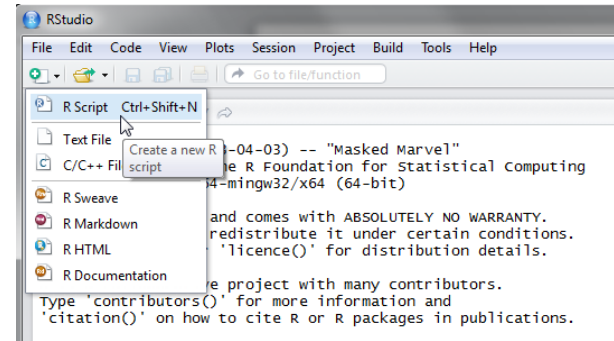 RStudio
File Edit Code View Plots Session Project Build Tools Help
Go to file/function
R Script Ctrl+Shift+N
Text File
C/C++ Fil
Create a new R
script
R Sweave
R Markdown
R HTML
R Documentation
-04-03) -- "Masked Marvel"
e R Foundation for Statistical Computing
4-mingw32/x64 (64-bit)
and comes with ABSOLUTELY NO WARRANTY.
redistribute it under certain conditions.
'licence()' for distribution details.
ve project with many contributors.
Type 'contributors()' for more information and
'citation()' on how to cite R or R packages in publications.